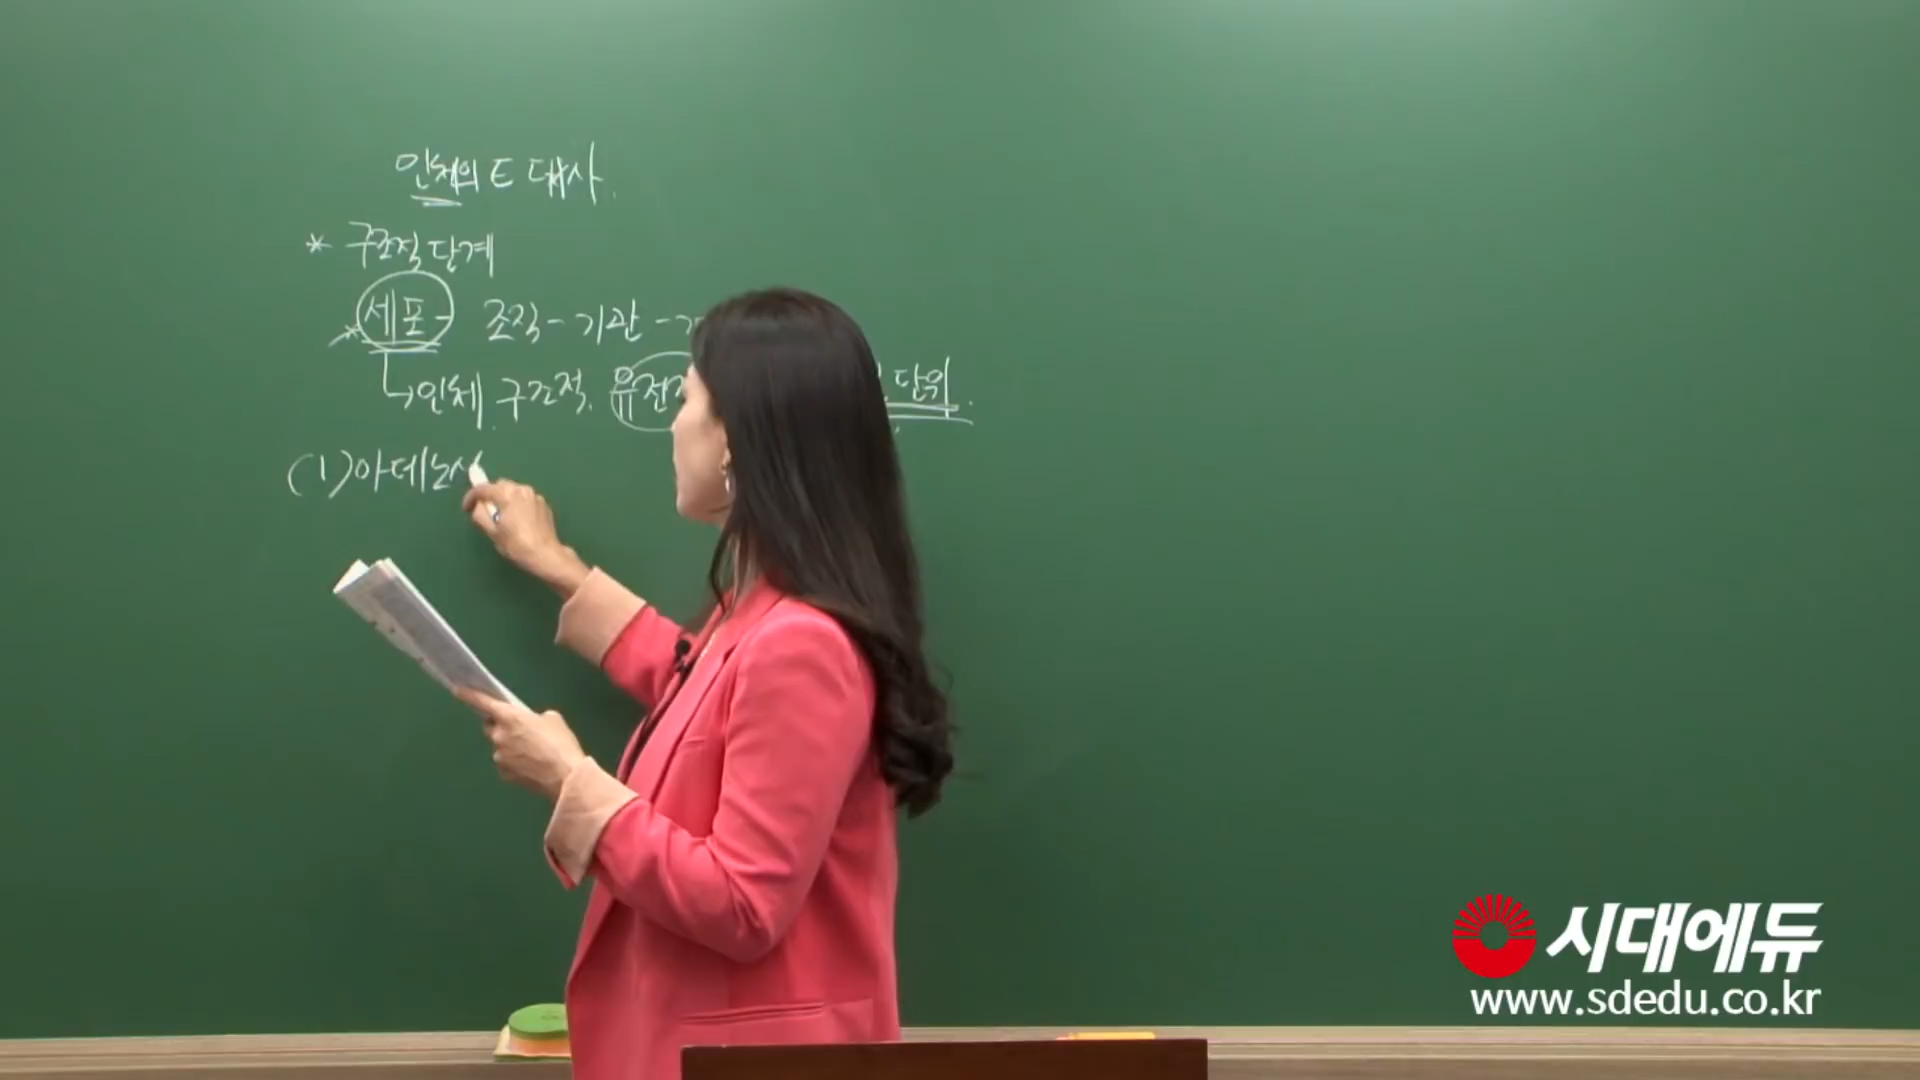 인체의 E 대사.
* 구조적 단계
* 세포 - 조직 - 기관 -
↳ 인체 구조적. 유전 단위.
(1) 아데노
시대에듀
www.sdedu.co.kr